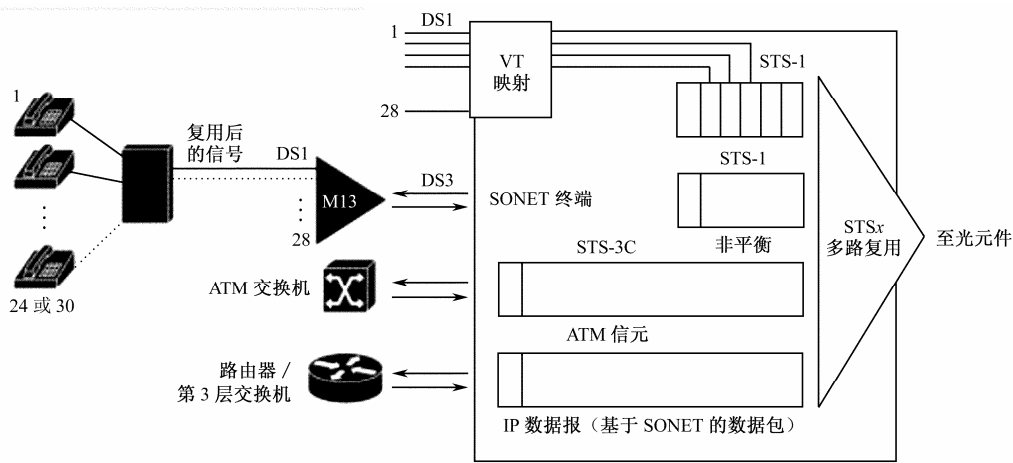 1
24 或 30
复用后
的信号
DS1
M13
28
DS3
ATM 交换机
路由器 /
第 3 层交换机
1
DS1
28
VT
映射
STS-1
STS-1
非平衡
SONET 终端
STS-3C
ATM 信元
IP 数据报（基于 SONET 的数据包）
STSx
多路复用
至光元件